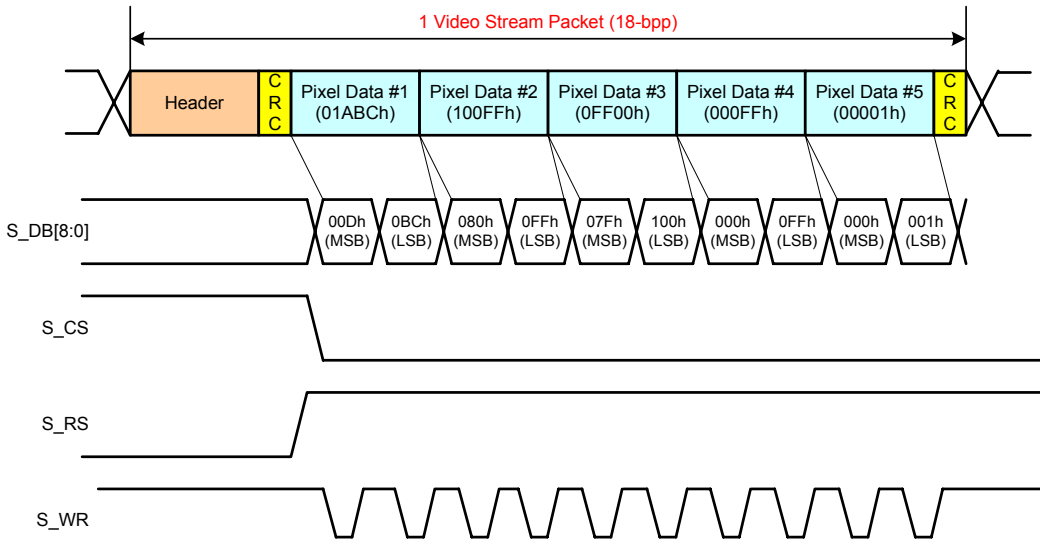 1 Video Stream Packet (18-bpp)
Header
C
R
C
Pixel Data #1
(01ABCh)
Pixel Data #2
(100FFh)
Pixel Data #3
(0FF00h)
Pixel Data #4
(000FFh)
Pixel Data #5
(00001h)
C
R
C
S_DB[8:0]
00Dh
(MSB)
0BCh
(LSB)
080h
(MSB)
0FFh
(LSB)
07Fh
(MSB)
100h
(LSB)
000h
(MSB)
0FFh
(LSB)
000h
(MSB)
001h
(LSB)
S_CS
S_RS
S_WR